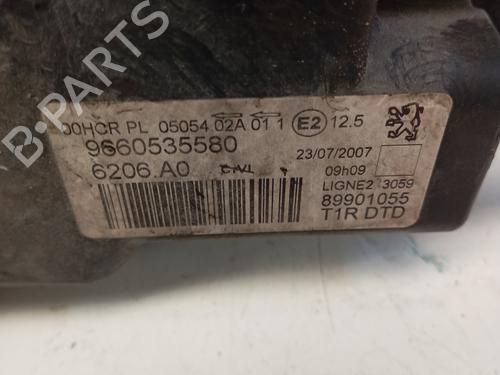 00HCR PL 05054 02A 01 1 E2 12.5
9660535580
6206.A0
23/07/2007
09h09
LIGNE2 3059
89901055
T1R DTD
B-PARTS